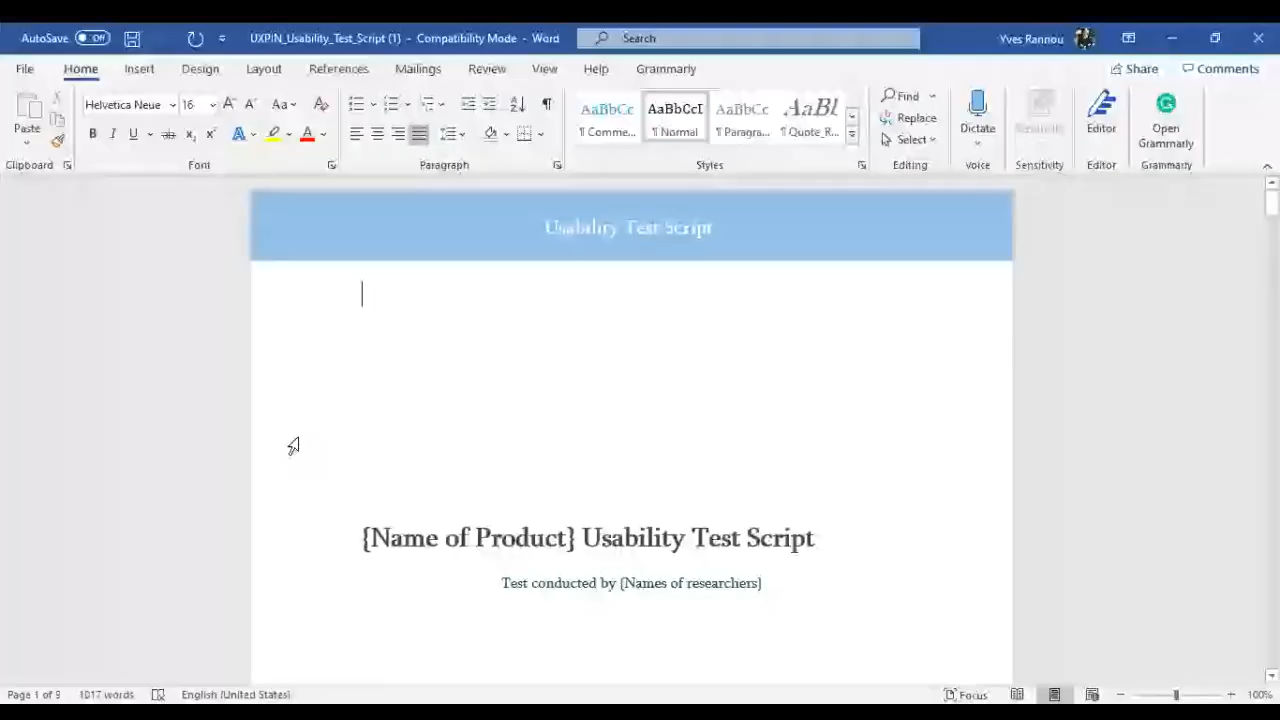 AutoSave Off UXPiN_Usability_Test_Script (1) - Compatibility Mode - Word Search Yves Rannou
File Home Insert Design Layout References Mailings Review View Help Grammarly Share Comments
Helvetica Neue 16 Aa AaBbCc AaBbCcI AaBbCc AaBl Find
Paste ¶ Comme... ¶ Normal ¶ Paragra... ¶ Quote_R... Replace Dictate Sensitivity Editor Open
B I U ab x x A A Select Grammarly
Clipboard Font Paragraph Styles Editing Voice Sensitivity Editor Grammarly
Usability Test Script
{Name of Product} Usability Test Script
Test conducted by {Names of researchers}
Page 1 of 9 1017 words English (United States) Focus 100%